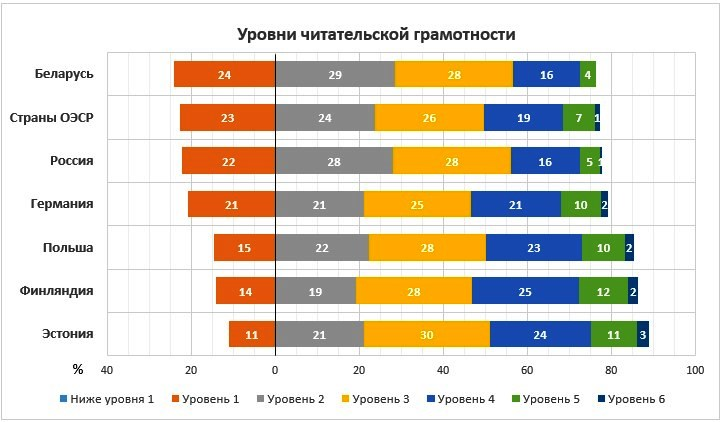 Уровни читательской грамотности
Беларусь 24 29 28 16 4
Страны ОЭСР 23 24 26 19 7 1
Россия 22 28 28 16 5 1
Германия 21 21 25 21 10 2
Польша 15 22 28 23 10 2
Финляндия 14 19 28 25 12 2
Эстония 11 21 30 24 11 3
% 40 20 0 20 40 60 80 100
Ниже уровня 1 Уровень 1 Уровень 2 Уровень 3 Уровень 4 Уровень 5 Уровень 6